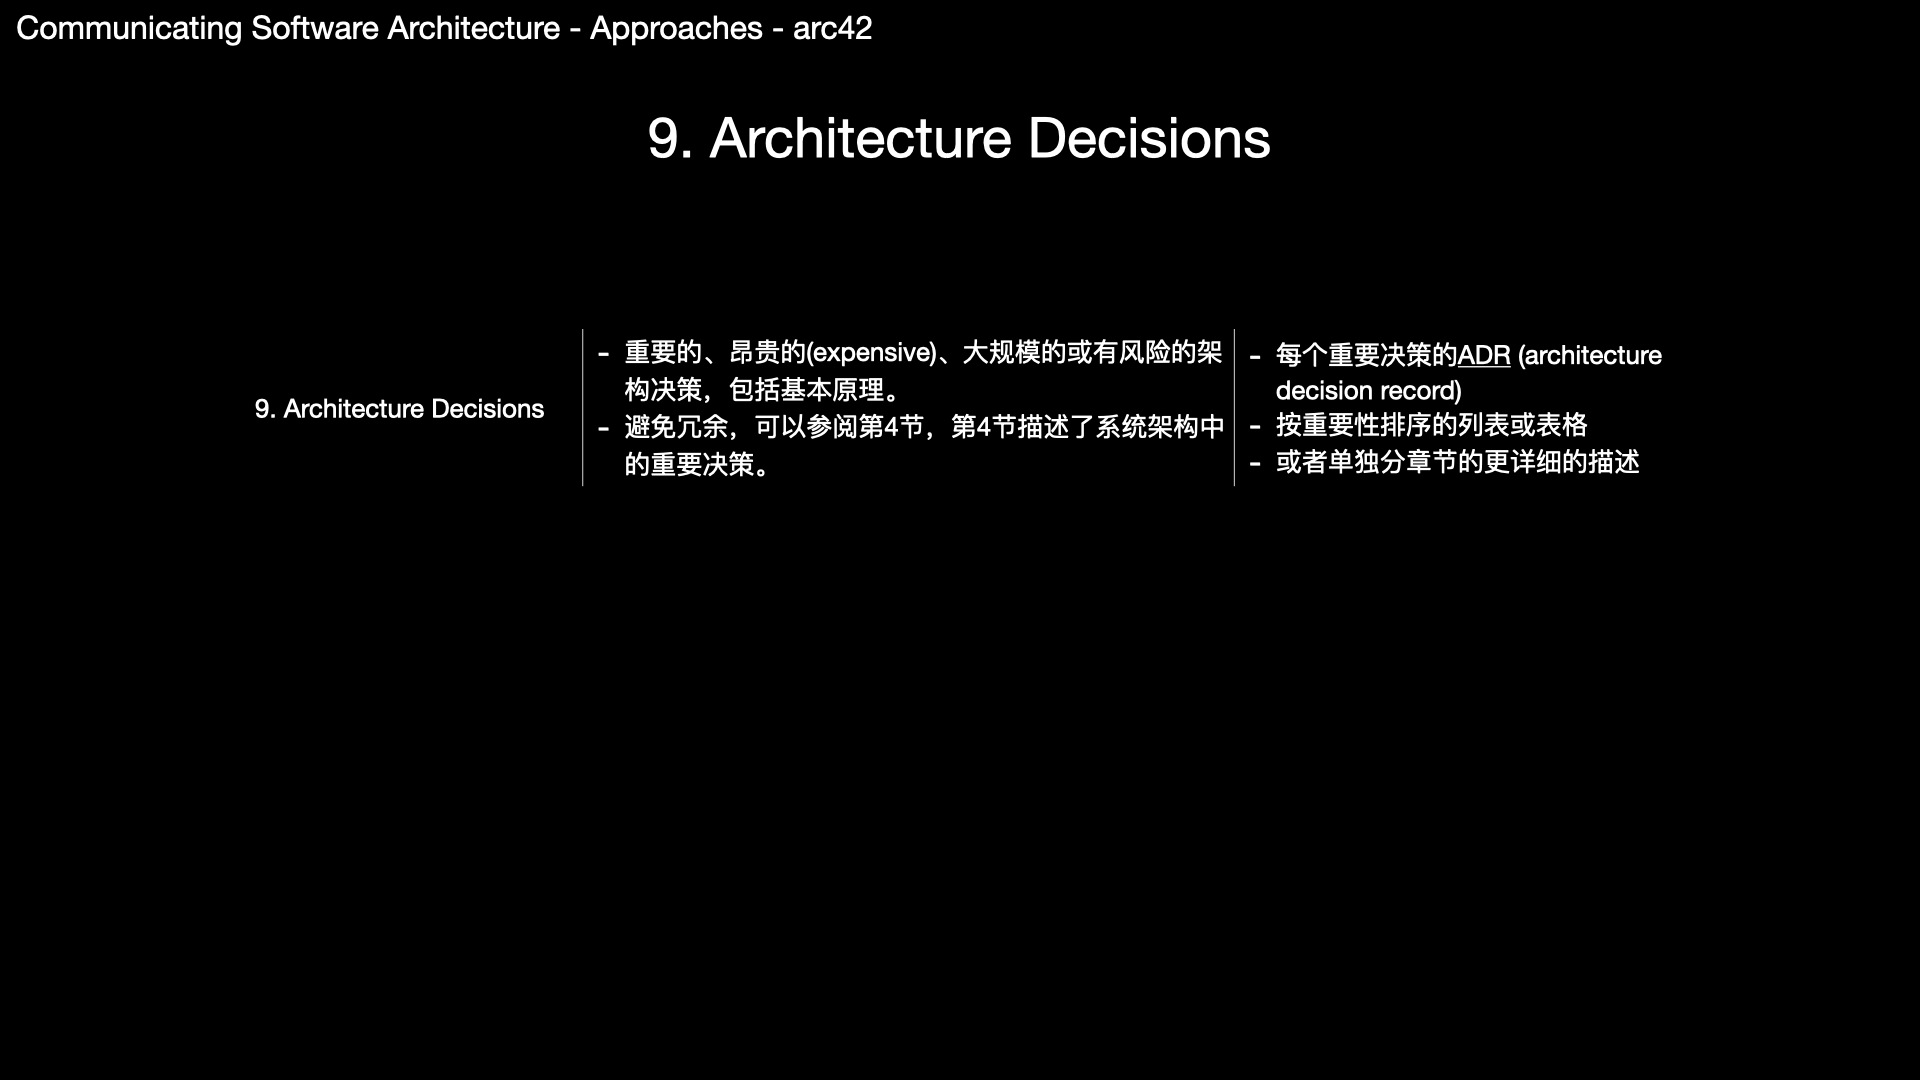 Communicating Software Architecture - Approaches - arc42
9. Architecture Decisions
9. Architecture Decisions
- 重要的、昂贵的(expensive)、大规模的或有风险的架
构决策，包括基本原理。
- 避免冗余，可以参阅第4节，第4节描述了系统架构中
的重要决策。
- 每个重要决策的ADR (architecture
decision record)
- 按重要性排序的列表或表格
- 或者单独分章节的更详细的描述